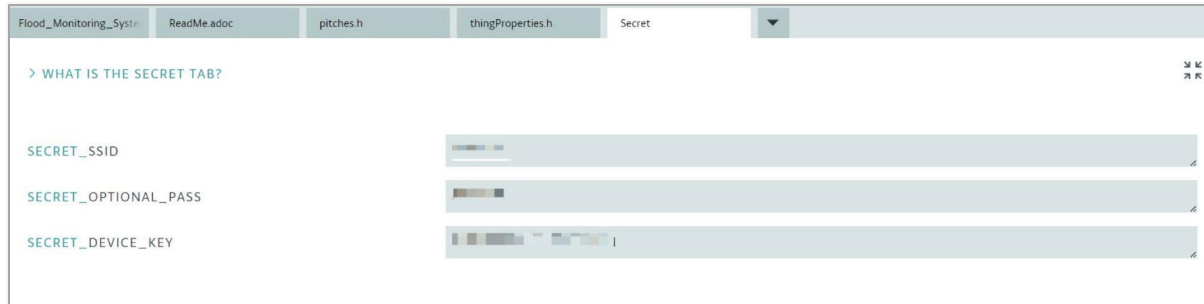 Flood_Monitoring_Syste ReadMe.adoc pitches.h thingProperties.h Secret
> WHAT IS THE SECRET TAB?
SECRET_SSID
SECRET_OPTIONAL_PASS
SECRET_DEVICE_KEY